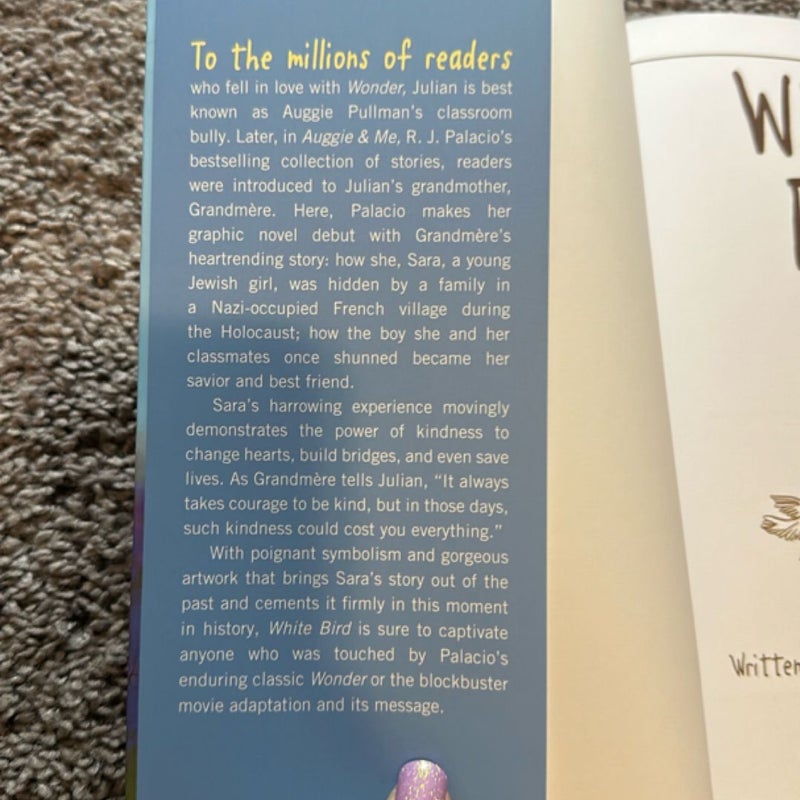 To the millions of readers
who fell in love with Wonder, Julian is best
known as Auggie Pullman's classroom
bully. Later, in Auggie & Me, R. J. Palacio's
bestselling collection of stories, readers
were introduced to Julian's grandmother,
Grandmère. Here, Palacio makes her
graphic novel debut with Grandmère's
heartrending story: how she, Sara, a young
Jewish girl, was hidden by a family in
a Nazi-occupied French village during
the Holocaust; how the boy she and her
classmates once shunned became her
savior and best friend.
Sara's harrowing experience movingly
demonstrates the power of kindness to
change hearts, build bridges, and even save
lives. As Grandmère tells Julian, “It always
takes courage to be kind, but in those days,
such kindness could cost you everything.”
With poignant symbolism and gorgeous
artwork that brings Sara's story out of the
past and cements it firmly in this moment
in history, White Bird is sure to captivate
anyone who was touched by Palacio's
enduring classic Wonder or the blockbuster
movie adaptation and its message.
W
Written